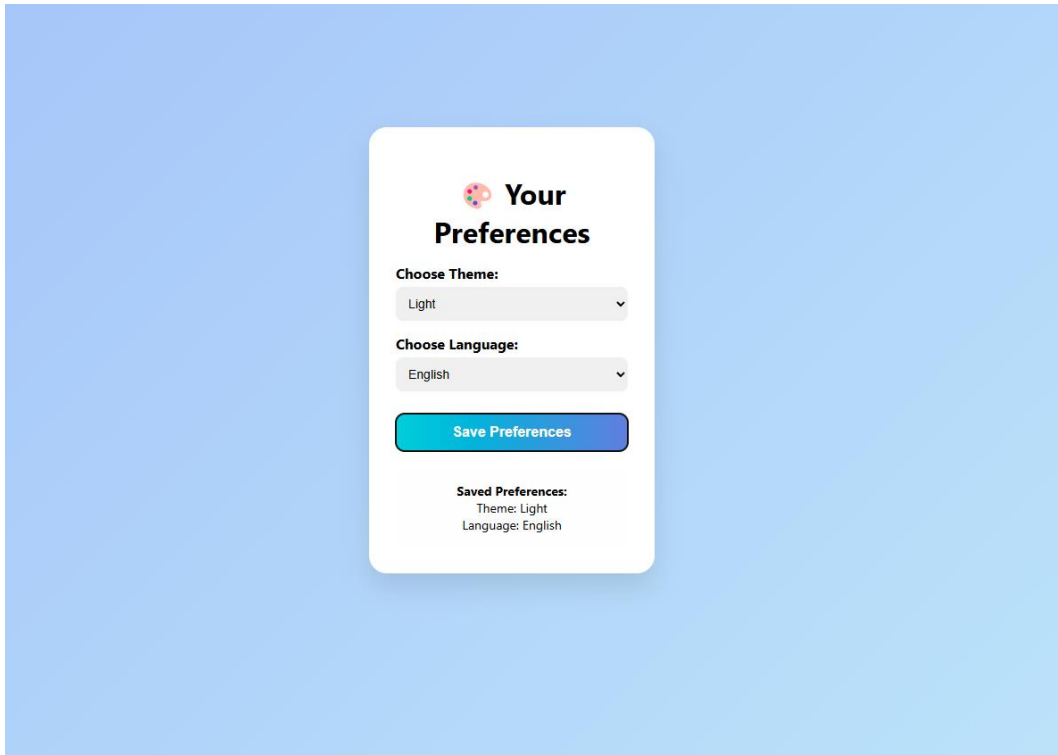 Your
Preferences
Choose Theme:
Light
Choose Language:
English
Save Preferences
Saved Preferences:
Theme: Light
Language: English